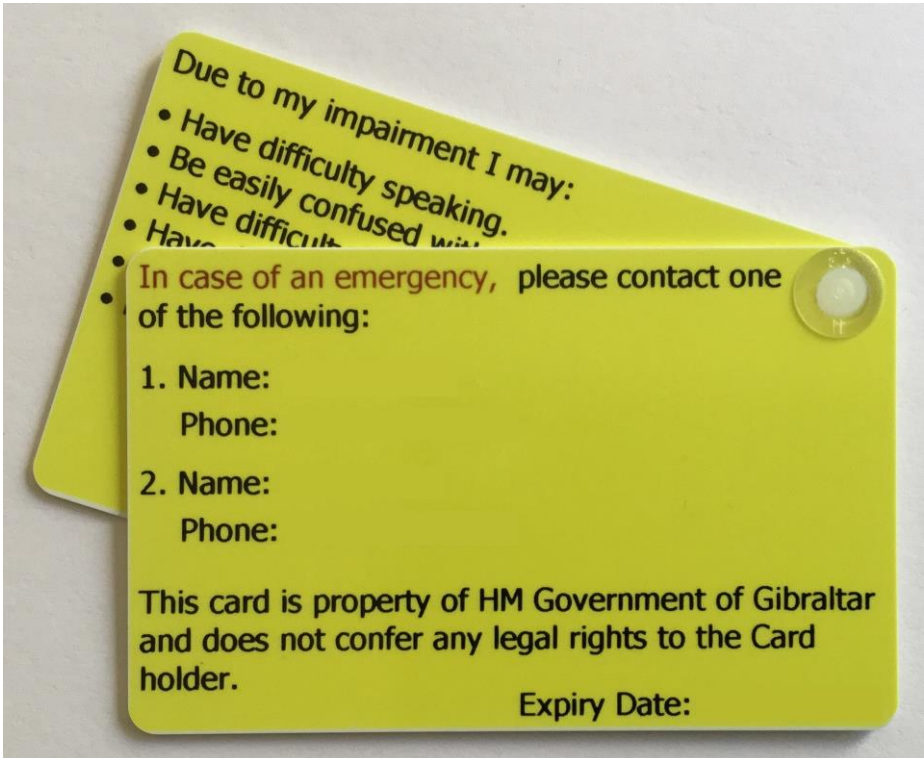 Due to my impairment I may:
• Have difficulty speaking.
• Be easily confused
• Have
• Have
•
•
In case of an emergency, please contact one
of the following:
1. Name:
Phone:
2. Name:
Phone:
This card is property of HM Government of Gibraltar
and does not confer any legal rights to the Card
holder.
Expiry Date: